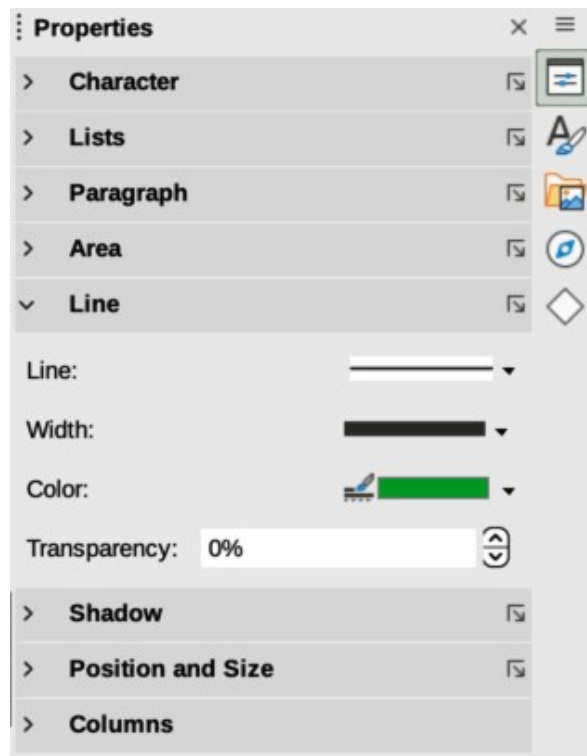 Properties
Character
Lists
Paragraph
Area
Line
Line:
Width:
Color:
Transparency: 0%
Shadow
Position and Size
Columns